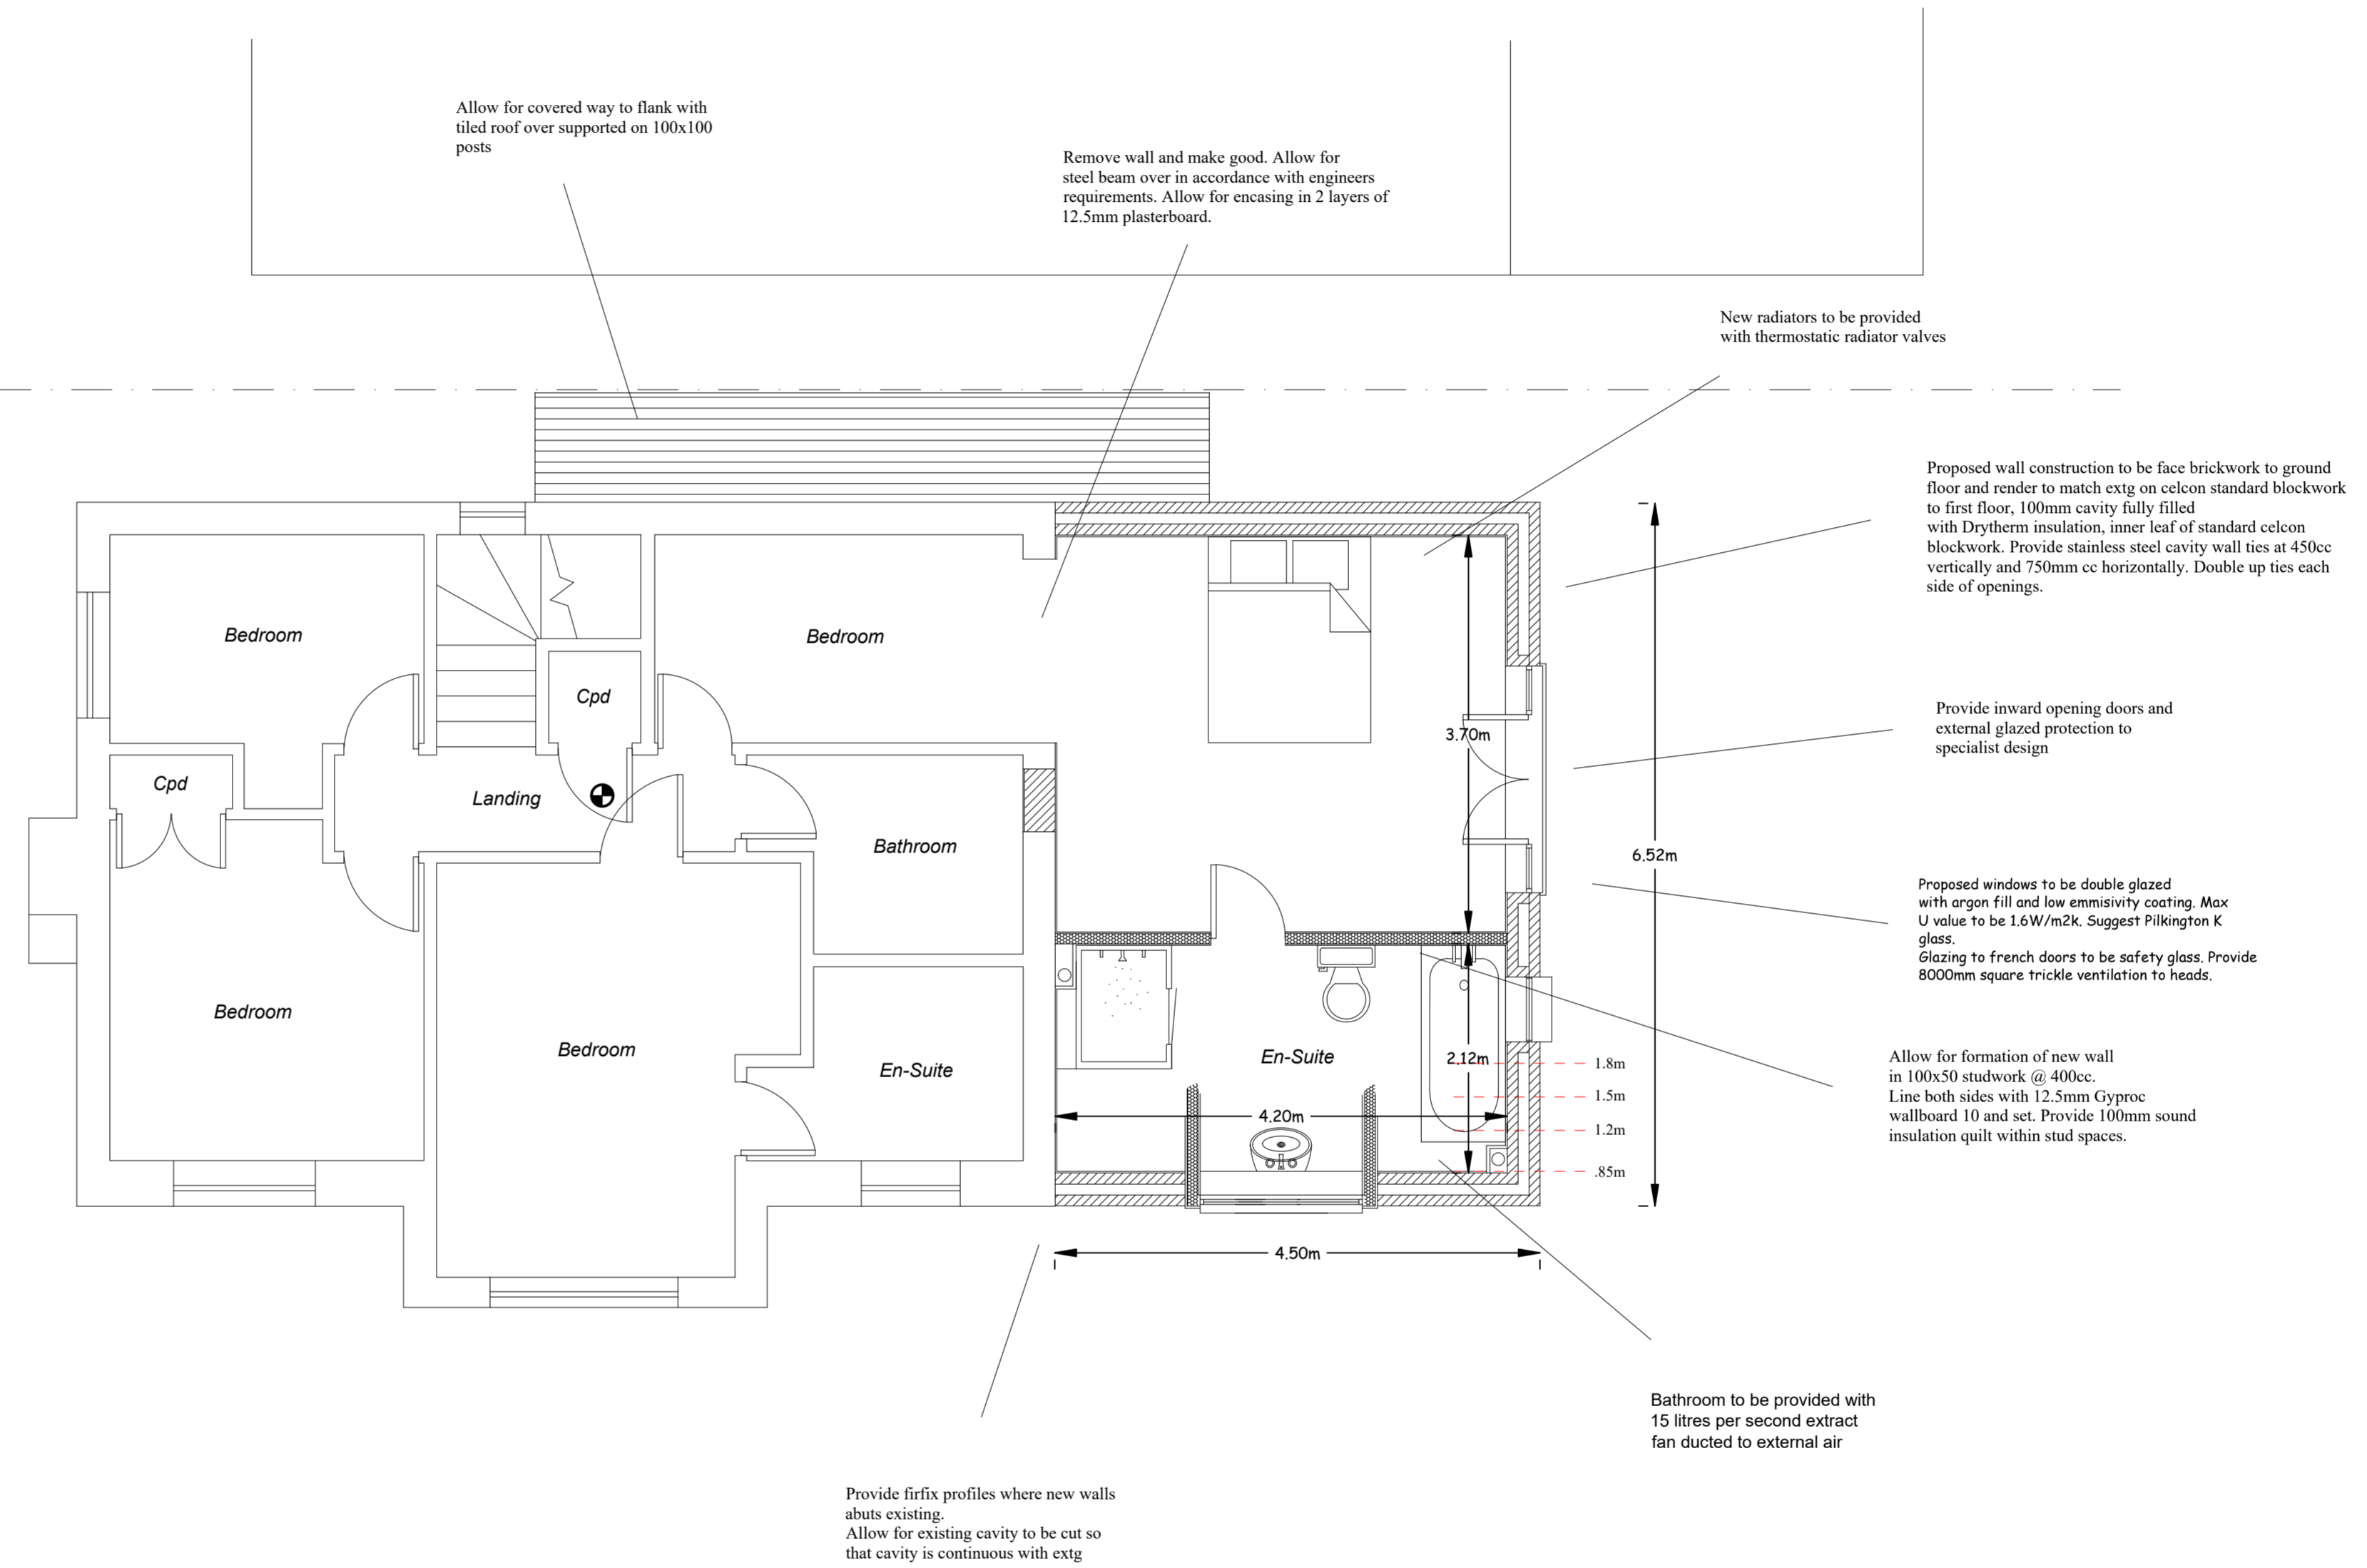 Allow for covered way to flank with
tiled roof over supported on 100x100
posts
Remove wall and make good. Allow for
steel beam over in accordance with engineers
requirements. Allow for encasing in 2 layers of
12.5mm plasterboard.
New radiators to be provided
with thermostatic radiator valves
Proposed wall construction to be face brickwork to ground
floor and render to match extg on celcon standard blockwork
to first floor, 100mm cavity fully filled
with Drytherm insulation, inner leaf of standard celcon
blockwork. Provide stainless steel cavity wall ties at 450cc
vertically and 750mm cc horizontally. Double up ties each
side of openings.
Bedroom
Bedroom
Cpd
Provide inward opening doors and
external glazed protection to
specialist design
3.70m
Cpd
Landing
Bathroom
6.52m
Proposed windows to be double glazed
with argon fill and low emmisivity coating. Max
U value to be 1.6W/m2k. Suggest Pilkington K
glass.
Glazing to french doors to be safety glass. Provide
8000mm square trickle ventilation to heads.
Bedroom
Bedroom
En-Suite
En-Suite
2.12m
1.8m
1.5m
1.2m
.85m
4.20m
Allow for formation of new wall
in 100x50 studwork @ 400cc.
Line both sides with 12.5mm Gyproc
wallboard 10 and set. Provide 100mm sound
insulation quilt within stud spaces.
4.50m
Bathroom to be provided with
15 litres per second extract
fan ducted to external air
Provide firfix profiles where new walls
abuts existing.
Allow for existing cavity to be cut so
that cavity is continuous with extg